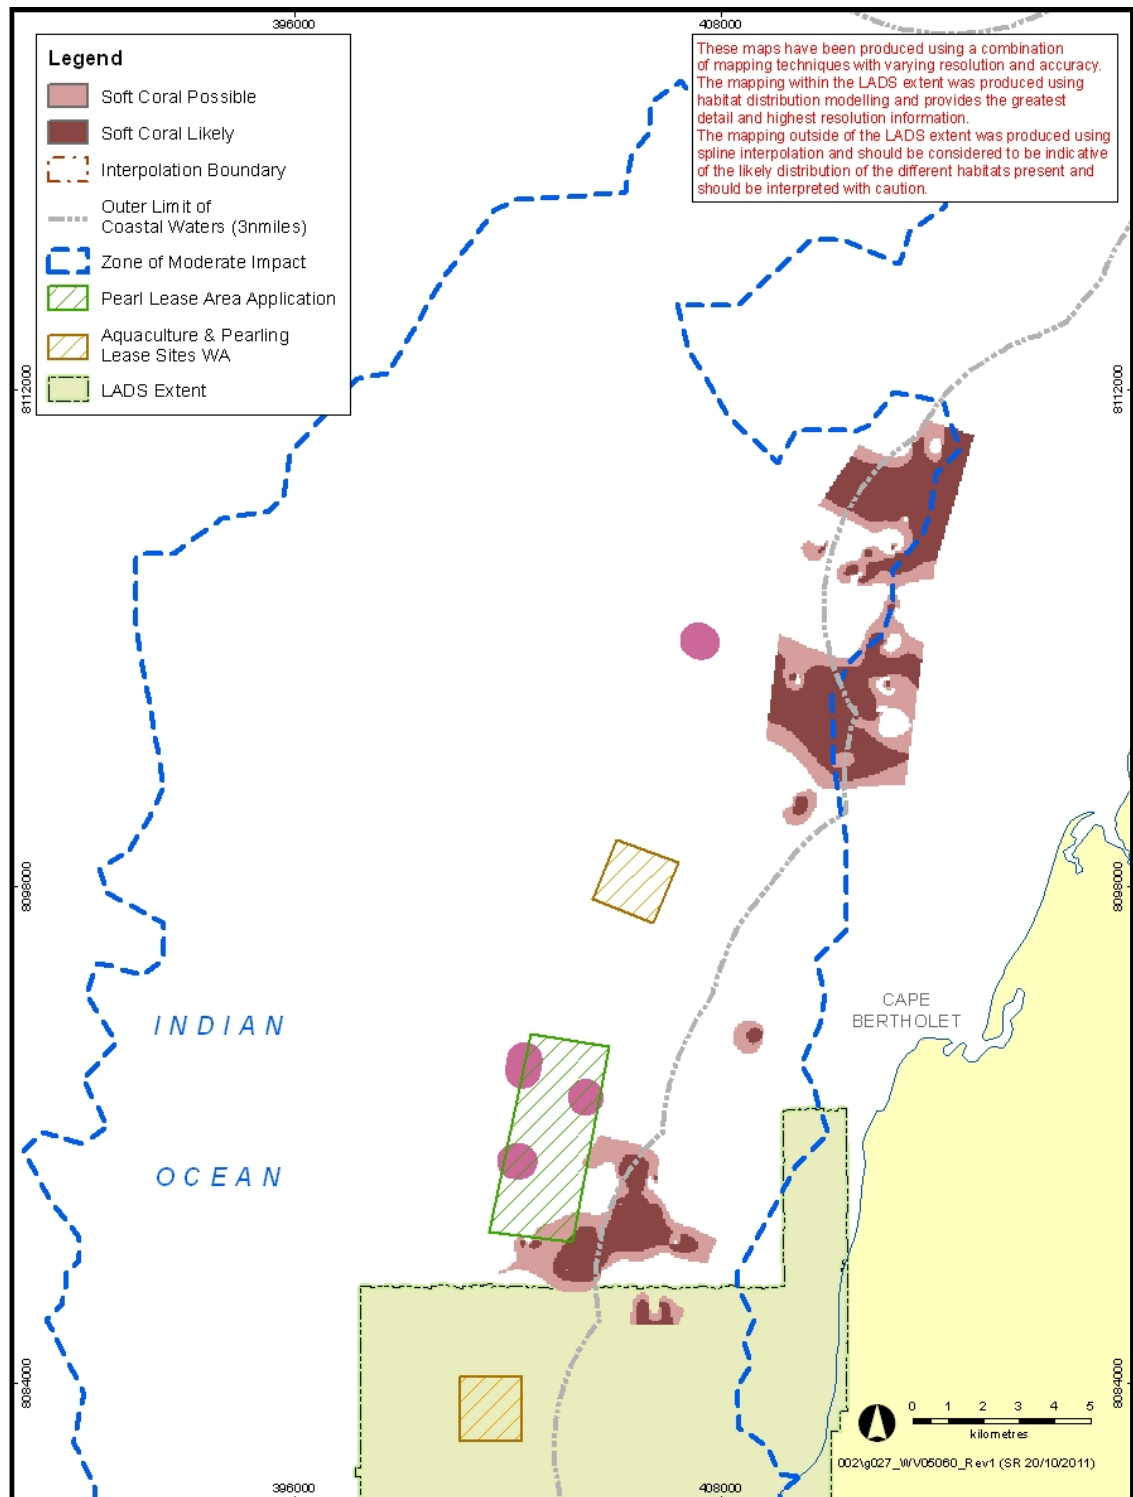 396000
408000
Legend
Soft Coral Possible
Soft Coral Likely
Interpolation Boundary
Outer Limit of
Coastal Waters (3nmiles)
Zone of Moderate Impact
Pearl Lease Area Application
Aquaculture & Pearling
Lease Sites WA
LADS Extent
These maps have been produced using a combination
of mapping techniques with varying resolution and accuracy.
The mapping within the LADS extent was produced using
habitat distribution modelling and provides the greatest
detail and highest resolution information.
The mapping outside of the LADS extent was produced using
spline interpolation and should be considered to be indicative
of the likely distribution of the different habitats present and
should be interpreted with caution.
8112000
8112000
8098000
8098000
INDIAN
OCEAN
CAPE
BERTHOLET
8084000
8084000
0 1 2 3 4 5
kilometres
002\g027_WV05060_Rev1 (SR 20/10/2011)
396000
408000